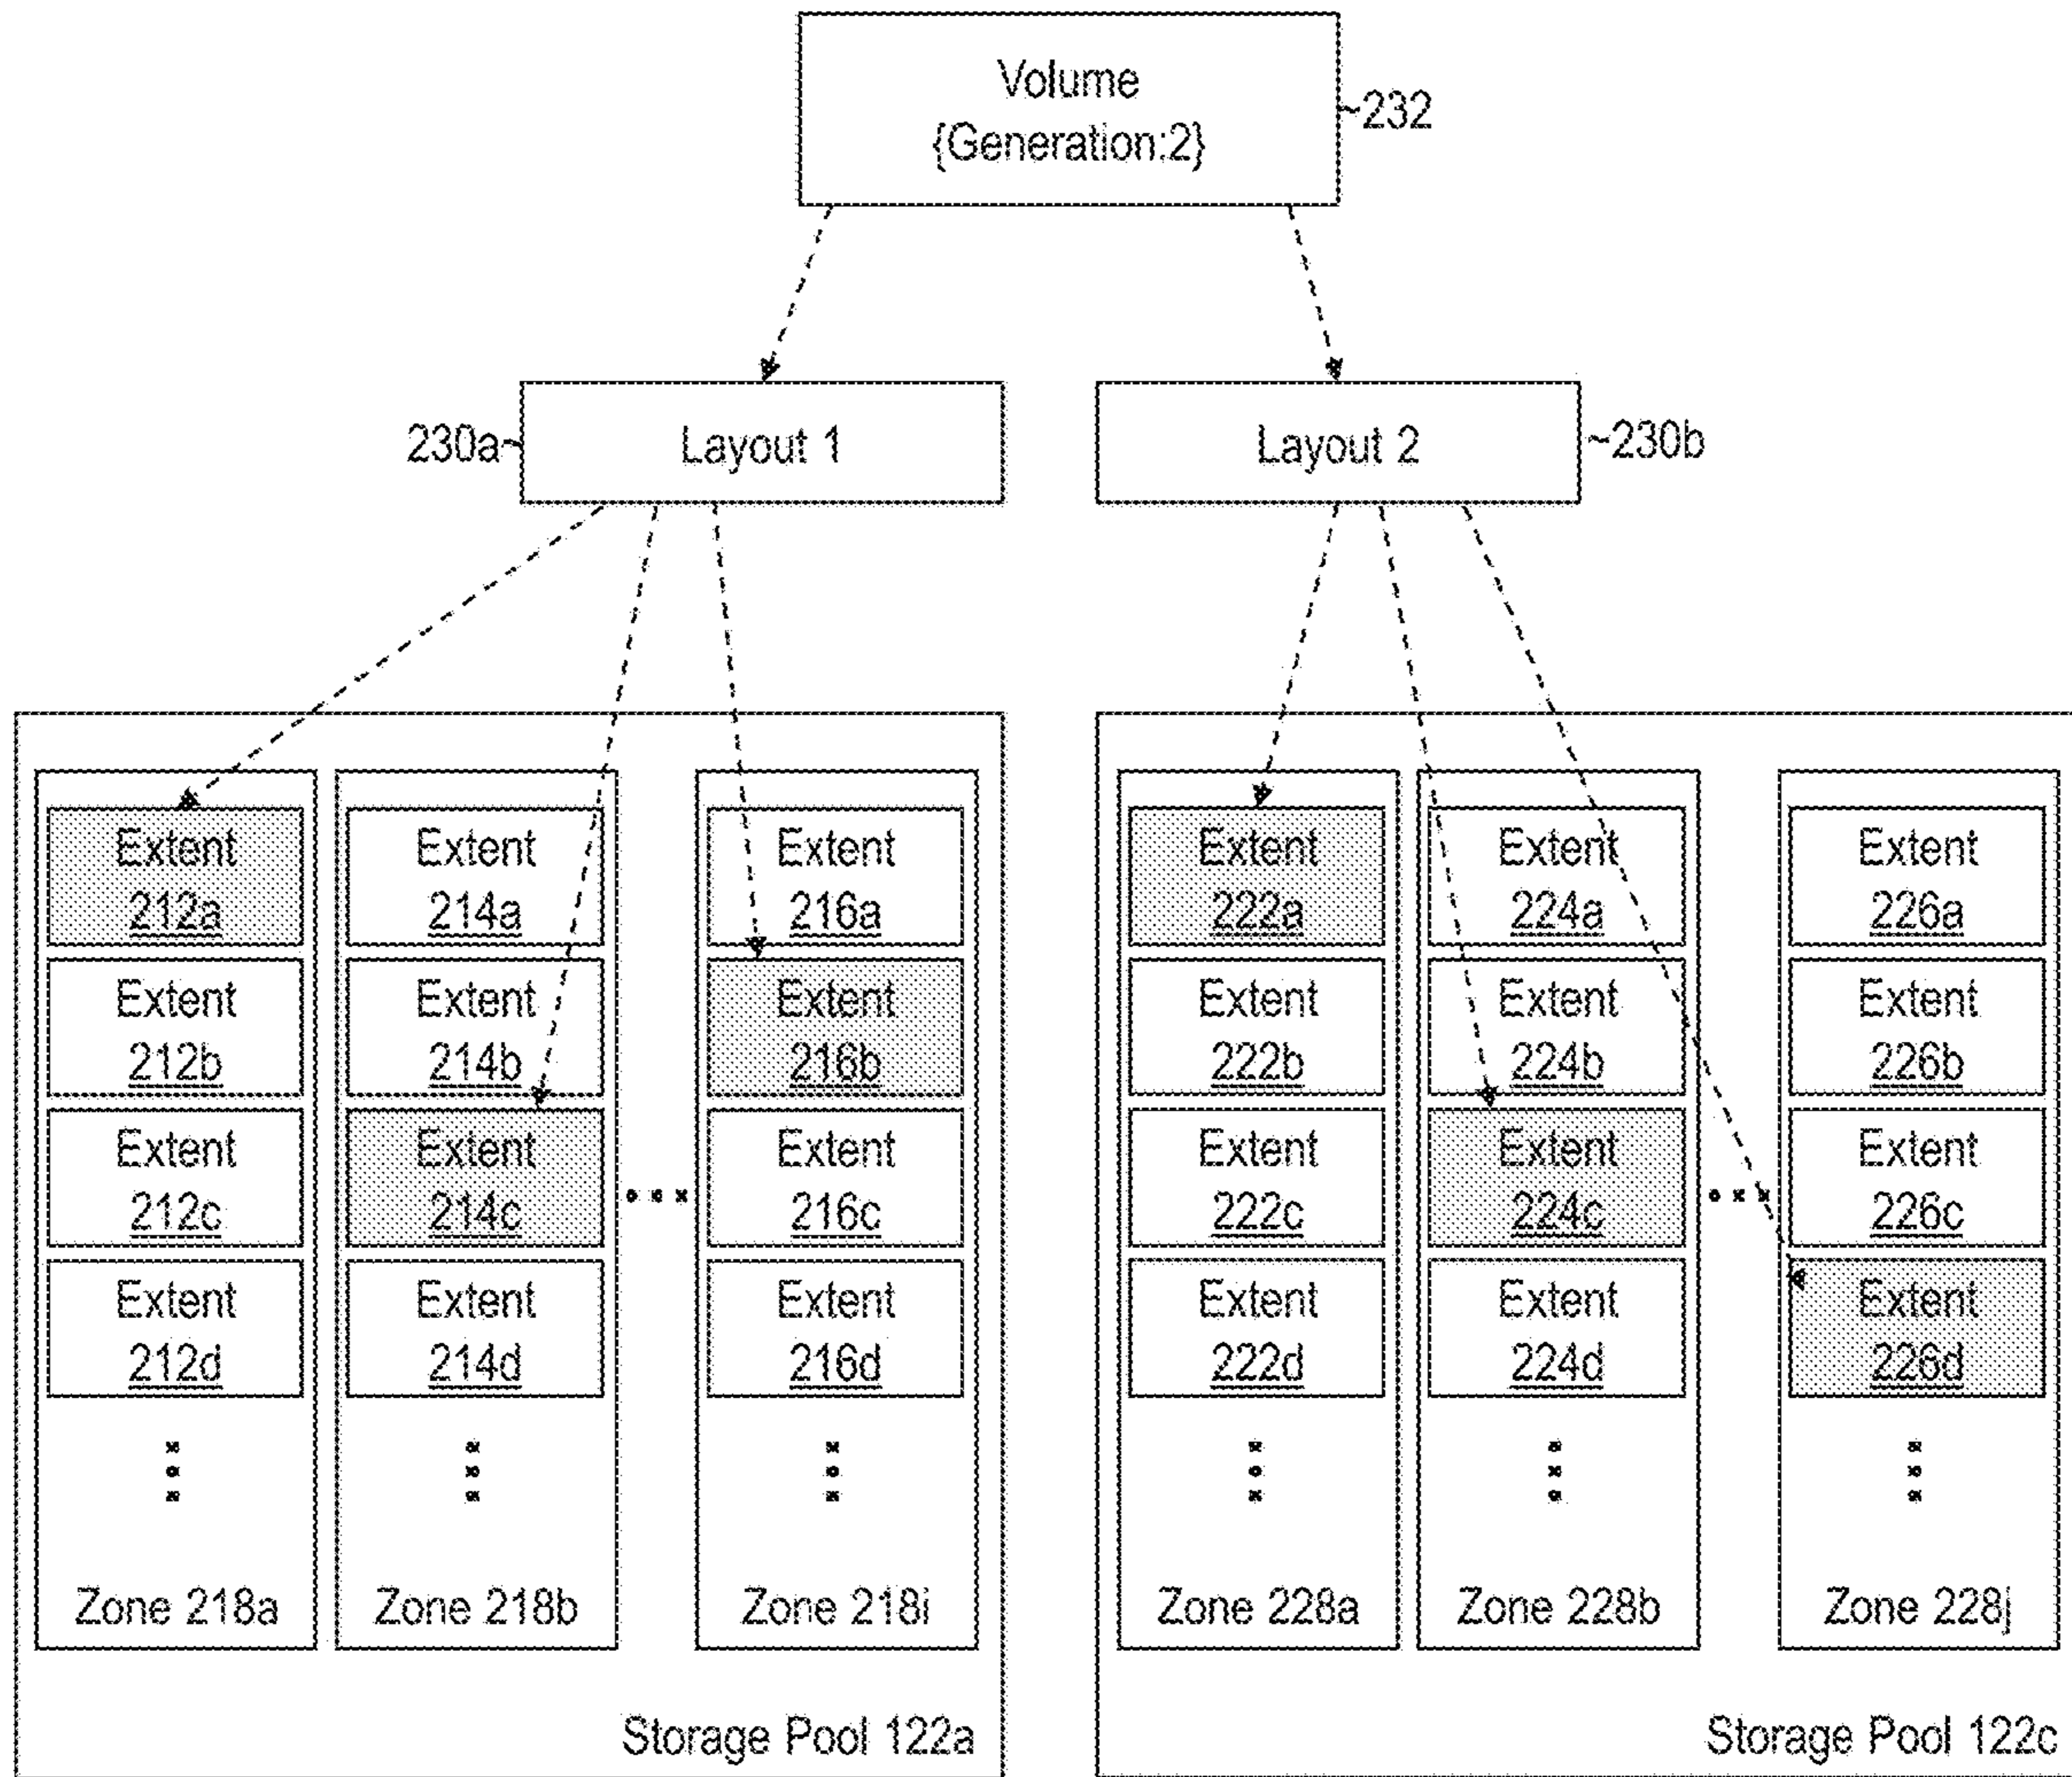 Volume
{Generation:2}
~232
230a~
Layout 1
Layout 2
~230b
Extent
212a
Extent
212b
Extent
212c
Extent
212d
Zone 218a
Extent
214a
Extent
214b
Extent
214c
Extent
214d
Zone 218b
Extent
216a
Extent
216b
Extent
216c
Extent
216d
Zone 218i
Storage Pool 122a
Extent
222a
Extent
222b
Extent
222c
Extent
222d
Zone 228a
Extent
224a
Extent
224b
Extent
224c
Extent
224d
Zone 228b
Extent
226a
Extent
226b
Extent
226c
Extent
226d
Zone 228j
Storage Pool 122c